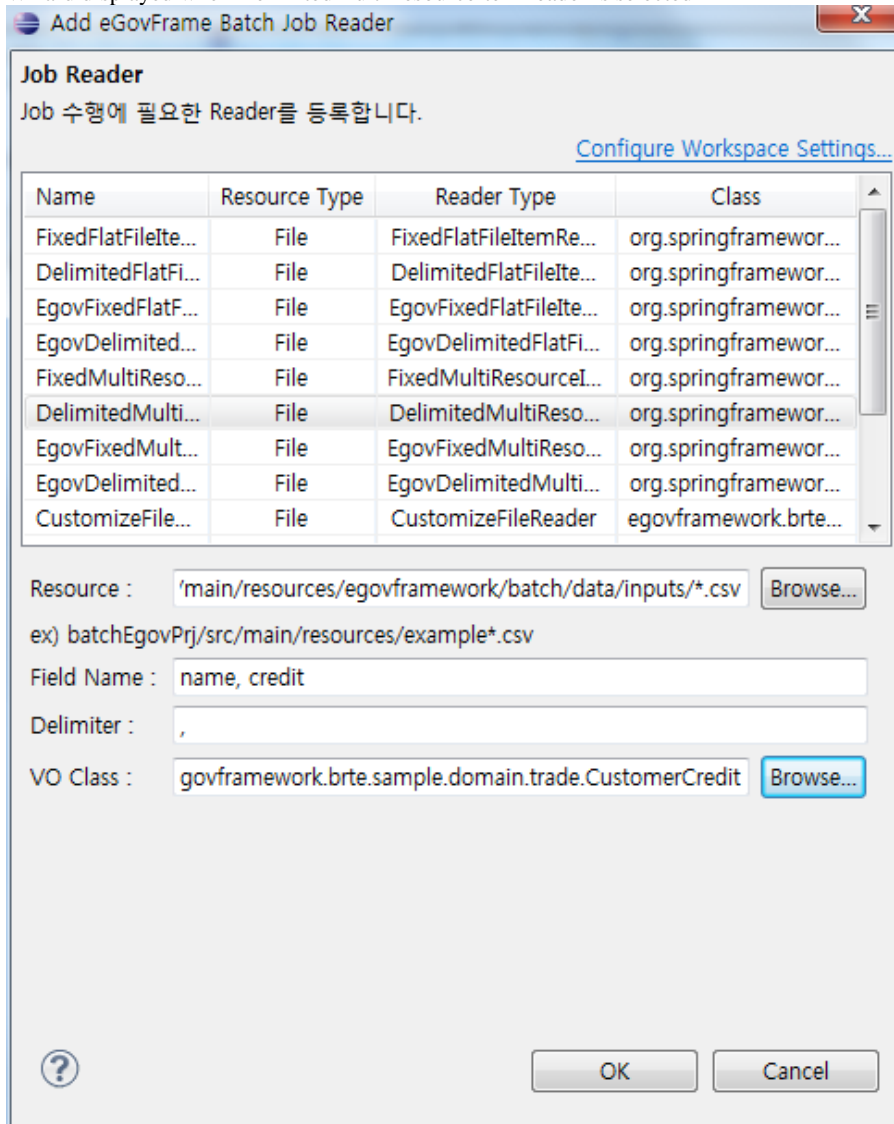 Add eGovFrame Batch Job Reader
Job Reader
Job 수행에 필요한 Reader를 등록합니다.
Configure Workspace Settings...
Name Resource Type Reader Type Class
FixedFlatFileIte... File FixedFlatFileItemRe... org.springframewor...
DelimitedFlatFi... File DelimitedFlatFileIte... org.springframewor...
EgovFixedFlatF... File EgovFixedFlatFileIte... org.springframewor...
EgovDelimited... File EgovDelimitedFlatFi... org.springframewor...
FixedMultiReso... File FixedMultiResourceI... org.springframewor...
DelimitedMulti... File DelimitedMultiReso... org.springframewor...
EgovFixedMult... File EgovFixedMultiReso... org.springframewor...
EgovDelimited... File EgovDelimitedMulti... org.springframewor...
CustomizeFile... File CustomizeFileReader egovframework.brte...
Resource : /main/resources/egovframework/batch/data/inputs/*.csv Browse...
ex) batchEgovPrj/src/main/resources/example*.csv
Field Name : name, credit
Delimiter : ,
VO Class : govframework.brte.sample.domain.trade.CustomerCredit Browse...
OK Cancel